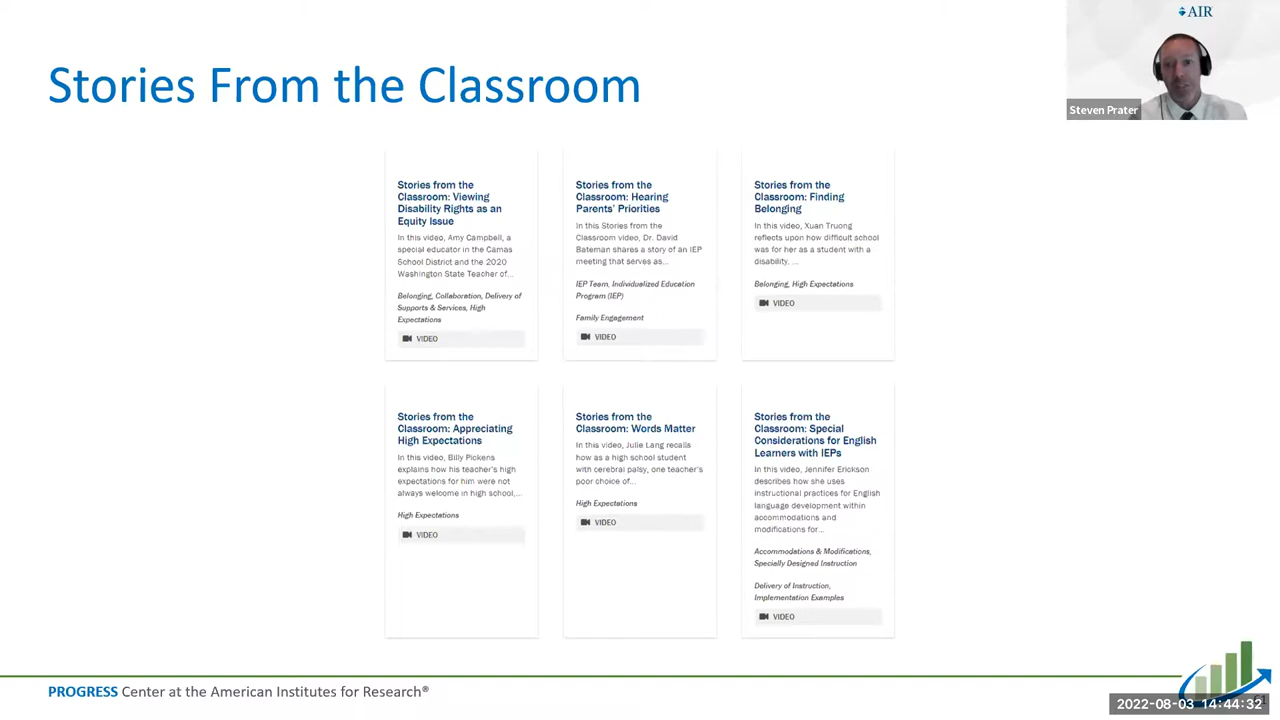 AIR
Steven Prater
Stories From the Classroom
Stories from the
Classroom: Viewing
Disability Rights as an
Equity Issue
In this video, Amy Campbell, a
special educator in the Camas
School District and the 2020
Washington State Teacher of...
Belonging, Collaboration, Delivery of
Supports & Services, High
Expectations
VIDEO
Stories from the
Classroom: Hearing
Parents' Priorities
In this Stories from the
Classroom video, Dr. David
Bateman shares a story of an IEP
meeting that serves as...
IEP Team, Individualized Education
Program (IEP)
Family Engagement
VIDEO
Stories from the
Classroom: Finding
Belonging
In this video, Xuan Truong
reflects upon how difficult school
was for her as a student with a
disability, ...
Belonging, High Expectations
VIDEO
Stories from the
Classroom: Appreciating
High Expectations
In this video, Billy Pickens
explains how his teacher's high
expectations for him were not
always welcome in high school,...
High Expectations
VIDEO
Stories from the
Classroom: Words Matter
In this video, Julie Lang recalls
how as a high school student
with cerebral palsy, one teacher's
poor choice of...
High Expectations
VIDEO
Stories from the
Classroom: Special
Considerations for English
Learners with IEPs
In this video, Jennifer Erickson
describes how she uses
instructional practices for English
language development within
accommodations and
modifications for...
Accommodations & Modifications,
Specially Designed Instruction
Delivery of Instruction,
Implementation Examples
VIDEO
PROGRESS Center at the American Institutes for Research®
2022-08-03 14:44:32